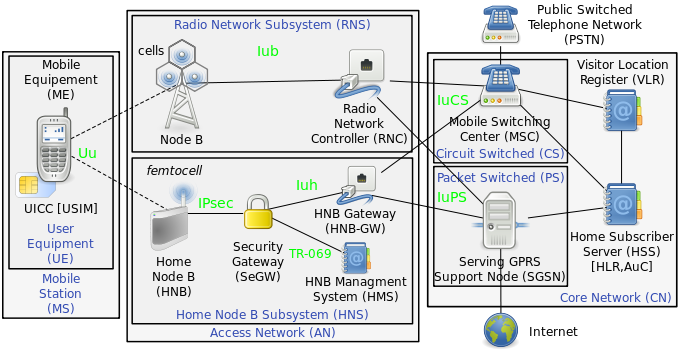 Radio Network Subsystem (RNS)
cells
Iub
Node B
Radio
Network
Controller (RNC)
Public Switched
Telephone Network
(PSTN)
Mobile
Equipement
(ME)
Uu
UICC [USIM]
User
Equipment
(UE)
Mobile
Station
(MS)
femtocell
IPsec
Iuh
Home
Node B
(HNB)
Security
Gateway
(SeGW)
HNB Gateway
(HNB-GW)
TR-069
HNB Managment
System (HMS)
Home Node B Subsystem (HNS)
Access Network (AN)
IuCS
Mobile Switching
Center (MSC)
Circuit Switched (CS)
Packet Switched (PS)
IuPS
Serving GPRS
Support Node (SGSN)
Visitor Location
Register (VLR)
Home Subscriber
Server (HSS)
[HLR,AuC]
Core Network (CN)
Internet